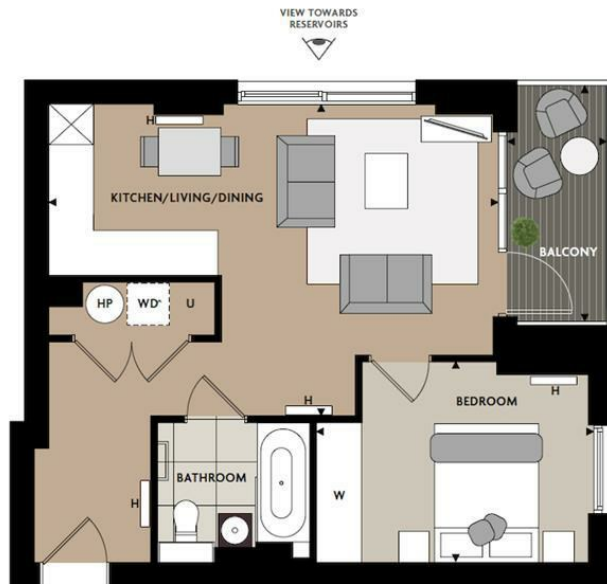 VIEW TOWARDS
RESERVOIRS
H
KITCHEN/LIVING/DINING
BALCONY
HP
WD*
U
H
H
BEDROOM
BATHROOM
W
H